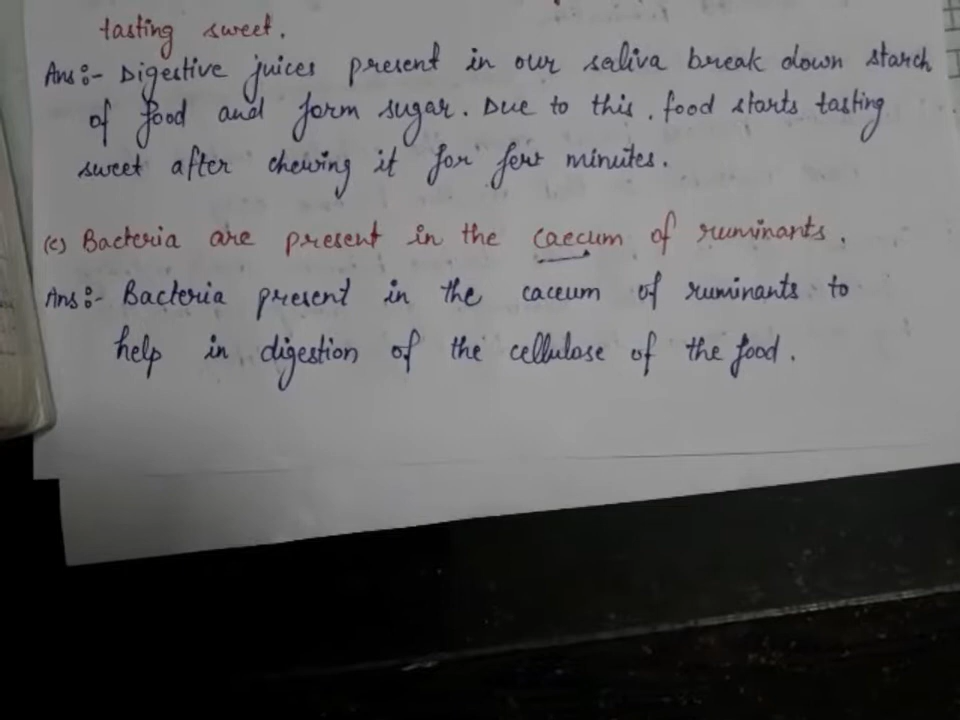 tasting sweet.
Ans:- Digestive juices present in our saliva break down starch
of food and form sugar. Due to this, food starts tasting
sweet after chewing it for few minutes.
(c) Bacteria are present in the caecum of ruminants.
Ans:- Bacteria present in the caceum of ruminants to
help in digestion of the cellulose of the food.